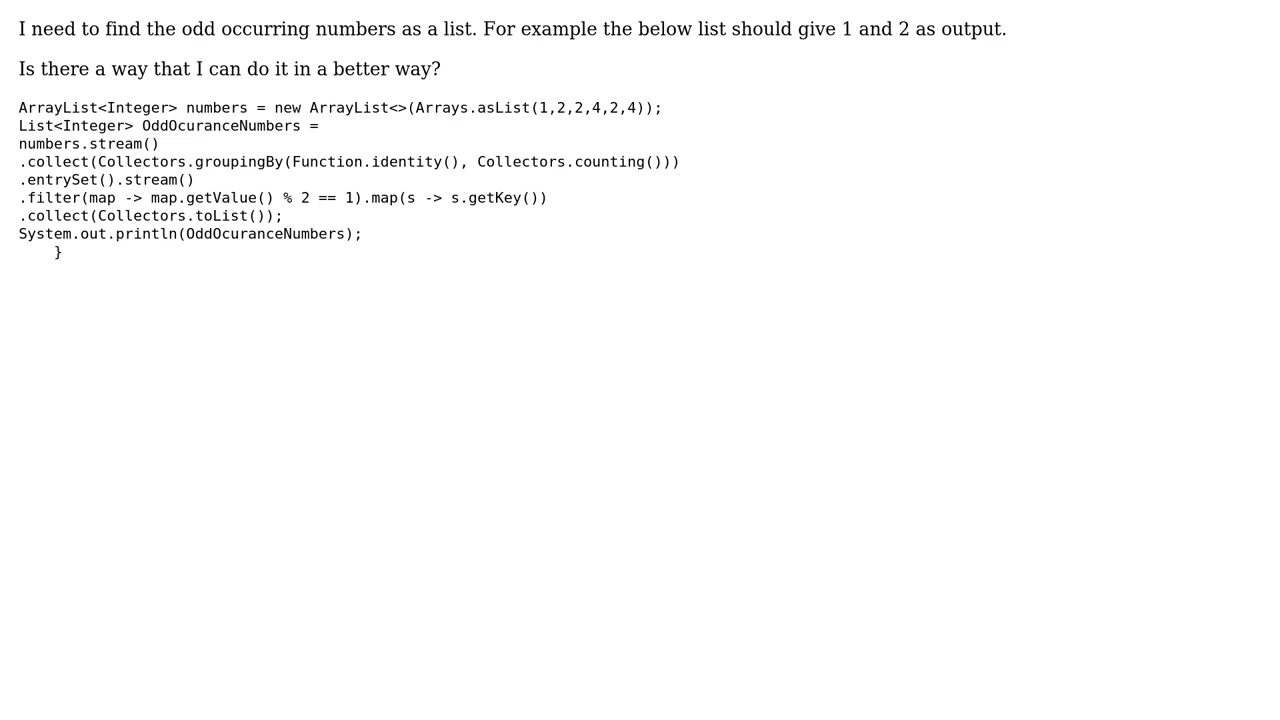 I need to find the odd occurring numbers as a list. For example the below list should give 1 and 2 as output.
Is there a way that I can do it in a better way?
ArrayList<Integer> numbers = new ArrayList<>(Arrays.asList(1,2,2,4,2,4));
List<Integer> OddOcuranceNumbers =
numbers.stream()
.collect(Collectors.groupingBy(Function.identity(), Collectors.counting()))
.entrySet().stream()
.filter(map -> map.getValue() % 2 == 1).map(s -> s.getKey())
.collect(Collectors.toList());
System.out.println(OddOcuranceNumbers);
    }